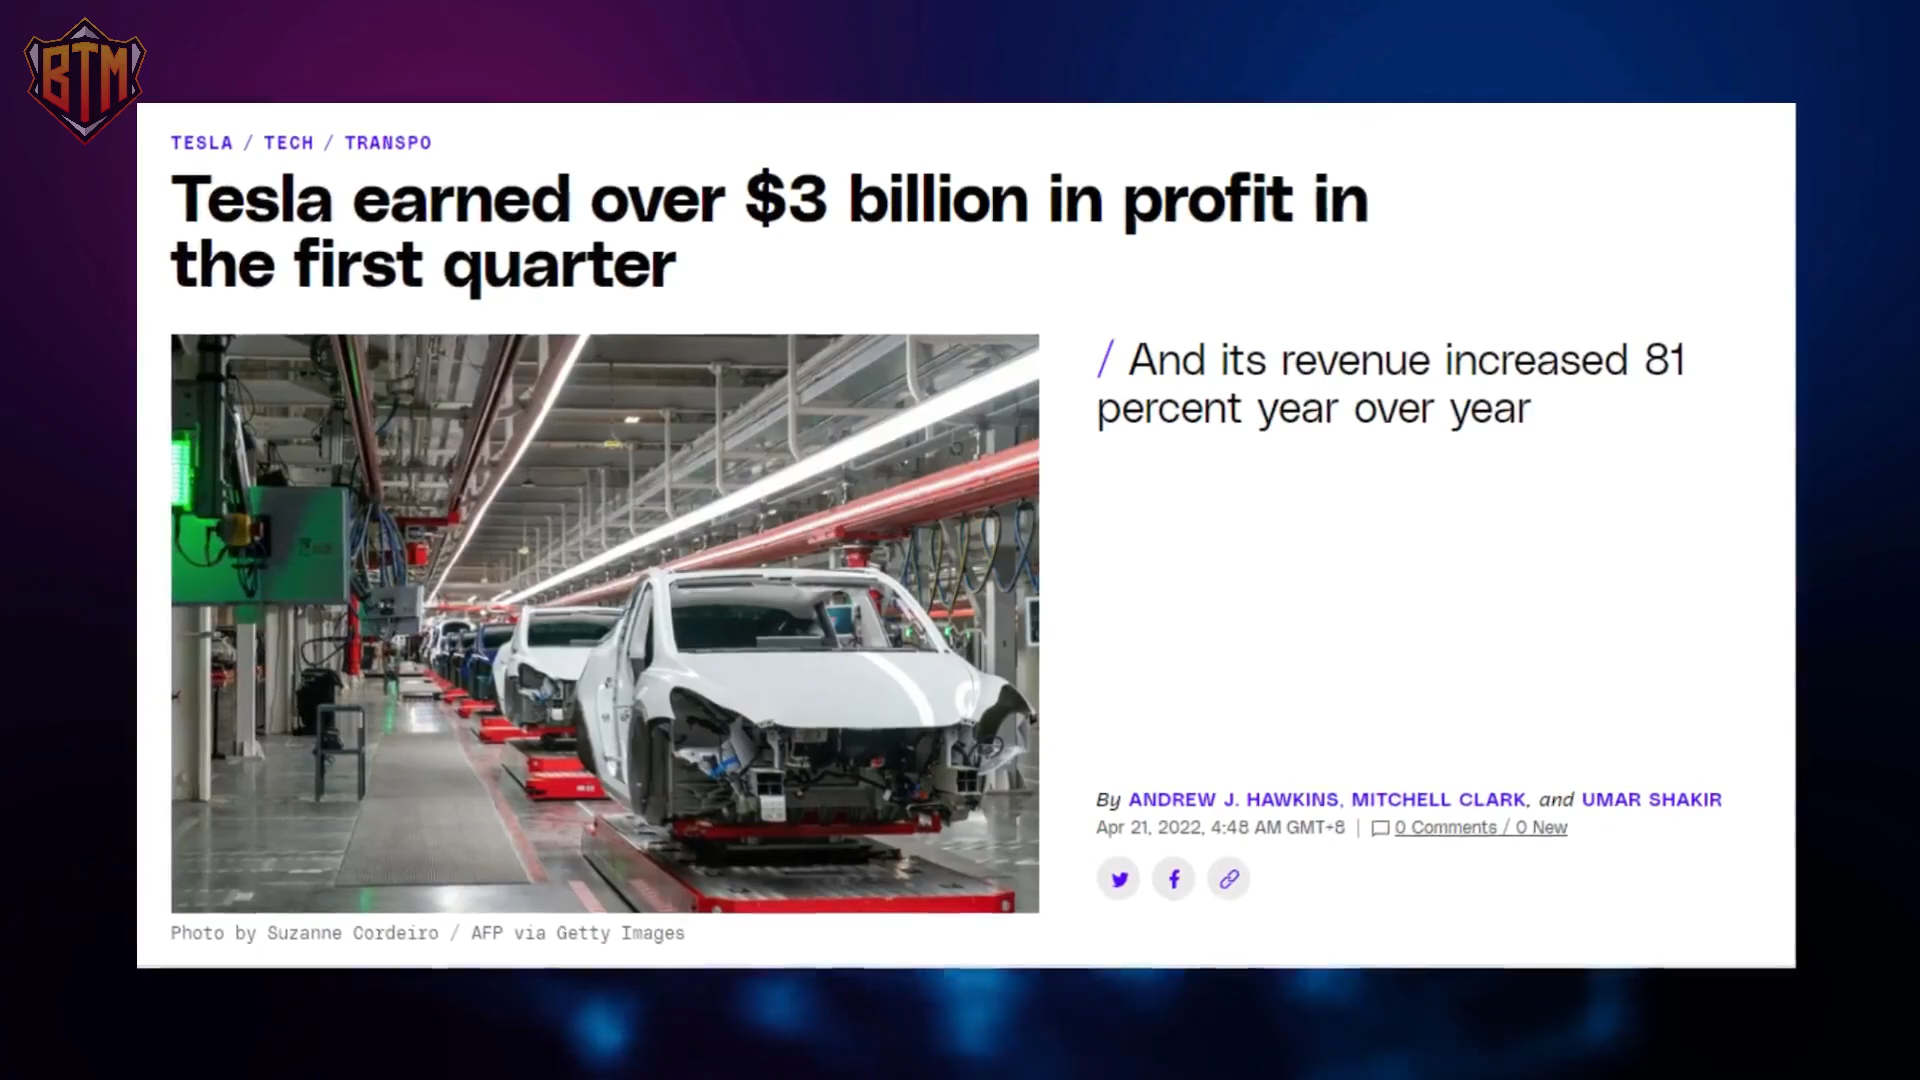 BTM
TESLA / TECH / TRANSPO
Tesla earned over $3 billion in profit in
the first quarter
/ And its revenue increased 81
percent year over year
By ANDREW J. HAWKINS, MITCHELL CLARK, and UMAR SHAKIR
Apr 21, 2022, 4:48 AM GMT+8 | 0 Comments / 0 New
Photo by Suzanne Cordeiro / AFP via Getty Images